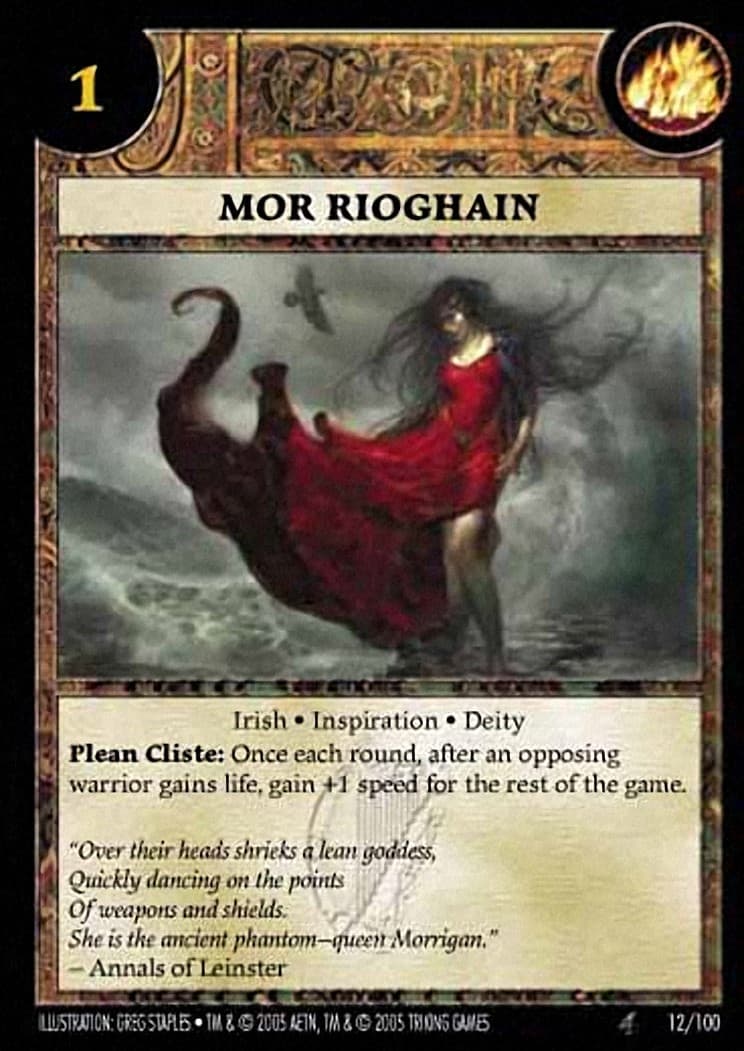 1
MOR RIOGHAIN
Irish • Inspiration • Deity
Plean Cliste: Once each round, after an opposing
warrior gains life, gain +1 speed for the rest of the game.
“Over their heads shrieks a lean goddess,
Quickly dancing on the points
Of weapons and shields.
She is the ancient phantom–queen Morrigan.”
– Annals of Leinster
ILLUSTRATION: GREG STAPLES • TM & © 2005 AETN, TM & © 2005 TRIKING GAMES
12/100